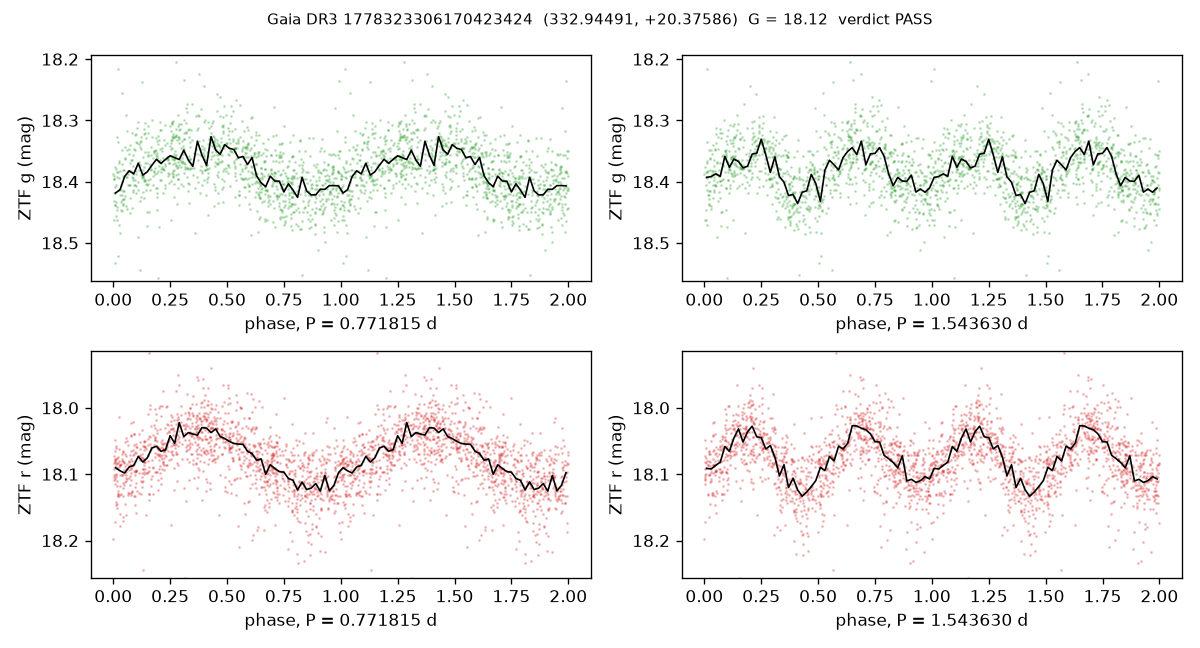 Gaia DR3 1778323306170423424 (332.94491, +20.37586) G = 18.12 verdict PASS
ZTF g (mag)
18.2
18.3
18.4
18.5
0.00 0.25 0.50 0.75 1.00 1.25 1.50 1.75 2.00
phase, P = 0.771815 d
ZTF g (mag)
18.2
18.3
18.4
18.5
0.00 0.25 0.50 0.75 1.00 1.25 1.50 1.75 2.00
phase, P = 1.543630 d
ZTF r (mag)
18.0
18.1
18.2
0.00 0.25 0.50 0.75 1.00 1.25 1.50 1.75 2.00
phase, P = 0.771815 d
ZTF r (mag)
18.0
18.1
18.2
0.00 0.25 0.50 0.75 1.00 1.25 1.50 1.75 2.00
phase, P = 1.543630 d